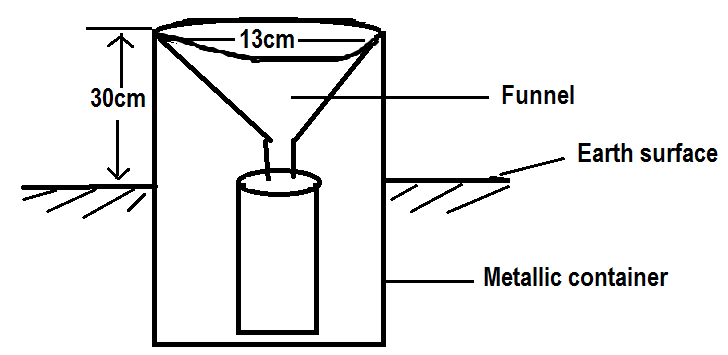 13cm
30cm
Funnel
Earth surface
Metallic container